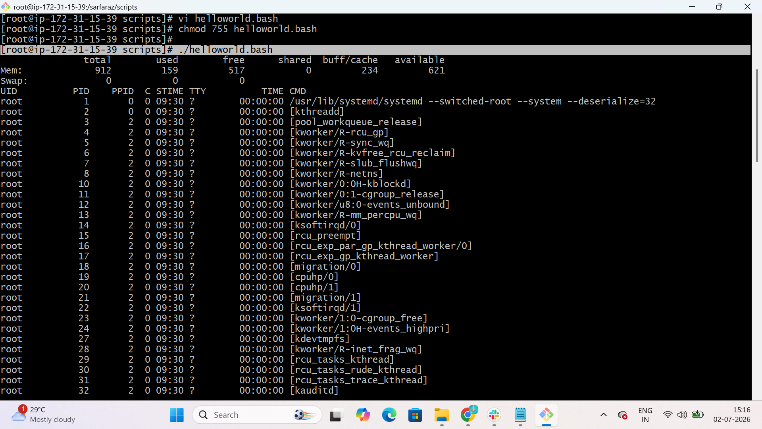 root@ip-172-31-15-39:/sarfaraz/scripts
[root@ip-172-31-15-39 scripts]# vi helloworld.bash
[root@ip-172-31-15-39 scripts]# chmod 755 helloworld.bash
[root@ip-172-31-15-39 scripts]#
[root@ip-172-31-15-39 scripts]# ./helloworld.bash
total used free shared buff/cache available
Mem: 912 159 517 0 234 621
Swap: 0 0 0
UID PID PPID C STIME TTY TIME CMD
root 1 0 0 09:30 ? 00:00:00 /usr/lib/systemd/systemd --switched-root --system --deserialize=32
root 2 0 0 09:30 ? 00:00:00 [kthreadd]
root 3 2 0 09:30 ? 00:00:00 [pool_workqueue_release]
root 4 2 0 09:30 ? 00:00:00 [kworker/R-rcu_gp]
root 5 2 0 09:30 ? 00:00:00 [kworker/R-sync_wq]
root 6 2 0 09:30 ? 00:00:00 [kworker/R-kvfree_rcu_reclaim]
root 7 2 0 09:30 ? 00:00:00 [kworker/R-slub_flushwq]
root 8 2 0 09:30 ? 00:00:00 [kworker/R-netns]
root 10 2 0 09:30 ? 00:00:00 [kworker/0:0H-kblockd]
root 11 2 0 09:30 ? 00:00:00 [kworker/0:1-cgroup_release]
root 12 2 0 09:30 ? 00:00:00 [kworker/u8:0-events_unbound]
root 13 2 0 09:30 ? 00:00:00 [kworker/R-mm_percpu_wq]
root 14 2 0 09:30 ? 00:00:00 [ksoftirqd/0]
root 15 2 0 09:30 ? 00:00:00 [rcu_preempt]
root 16 2 0 09:30 ? 00:00:00 [rcu_exp_par_gp_kthread_worker/0]
root 17 2 0 09:30 ? 00:00:00 [rcu_exp_gp_kthread_worker]
root 18 2 0 09:30 ? 00:00:00 [migration/0]
root 19 2 0 09:30 ? 00:00:00 [cpuhp/0]
root 20 2 0 09:30 ? 00:00:00 [cpuhp/1]
root 21 2 0 09:30 ? 00:00:00 [migration/1]
root 22 2 0 09:30 ? 00:00:00 [ksoftirqd/1]
root 23 2 0 09:30 ? 00:00:00 [kworker/1:0-cgroup_free]
root 24 2 0 09:30 ? 00:00:00 [kworker/1:0H-events_highpri]
root 27 2 0 09:30 ? 00:00:00 [kdevtmpfs]
root 28 2 0 09:30 ? 00:00:00 [kworker/R-inet_frag_wq]
root 29 2 0 09:30 ? 00:00:00 [rcu_tasks_kthread]
root 30 2 0 09:30 ? 00:00:00 [rcu_tasks_rude_kthread]
root 31 2 0 09:30 ? 00:00:00 [rcu_tasks_trace_kthread]
root 32 2 0 09:30 ? 00:00:00 [kauditd]
1
29°C
Mostly cloudy
Search
ENG
IN
15:16
02-07-2026